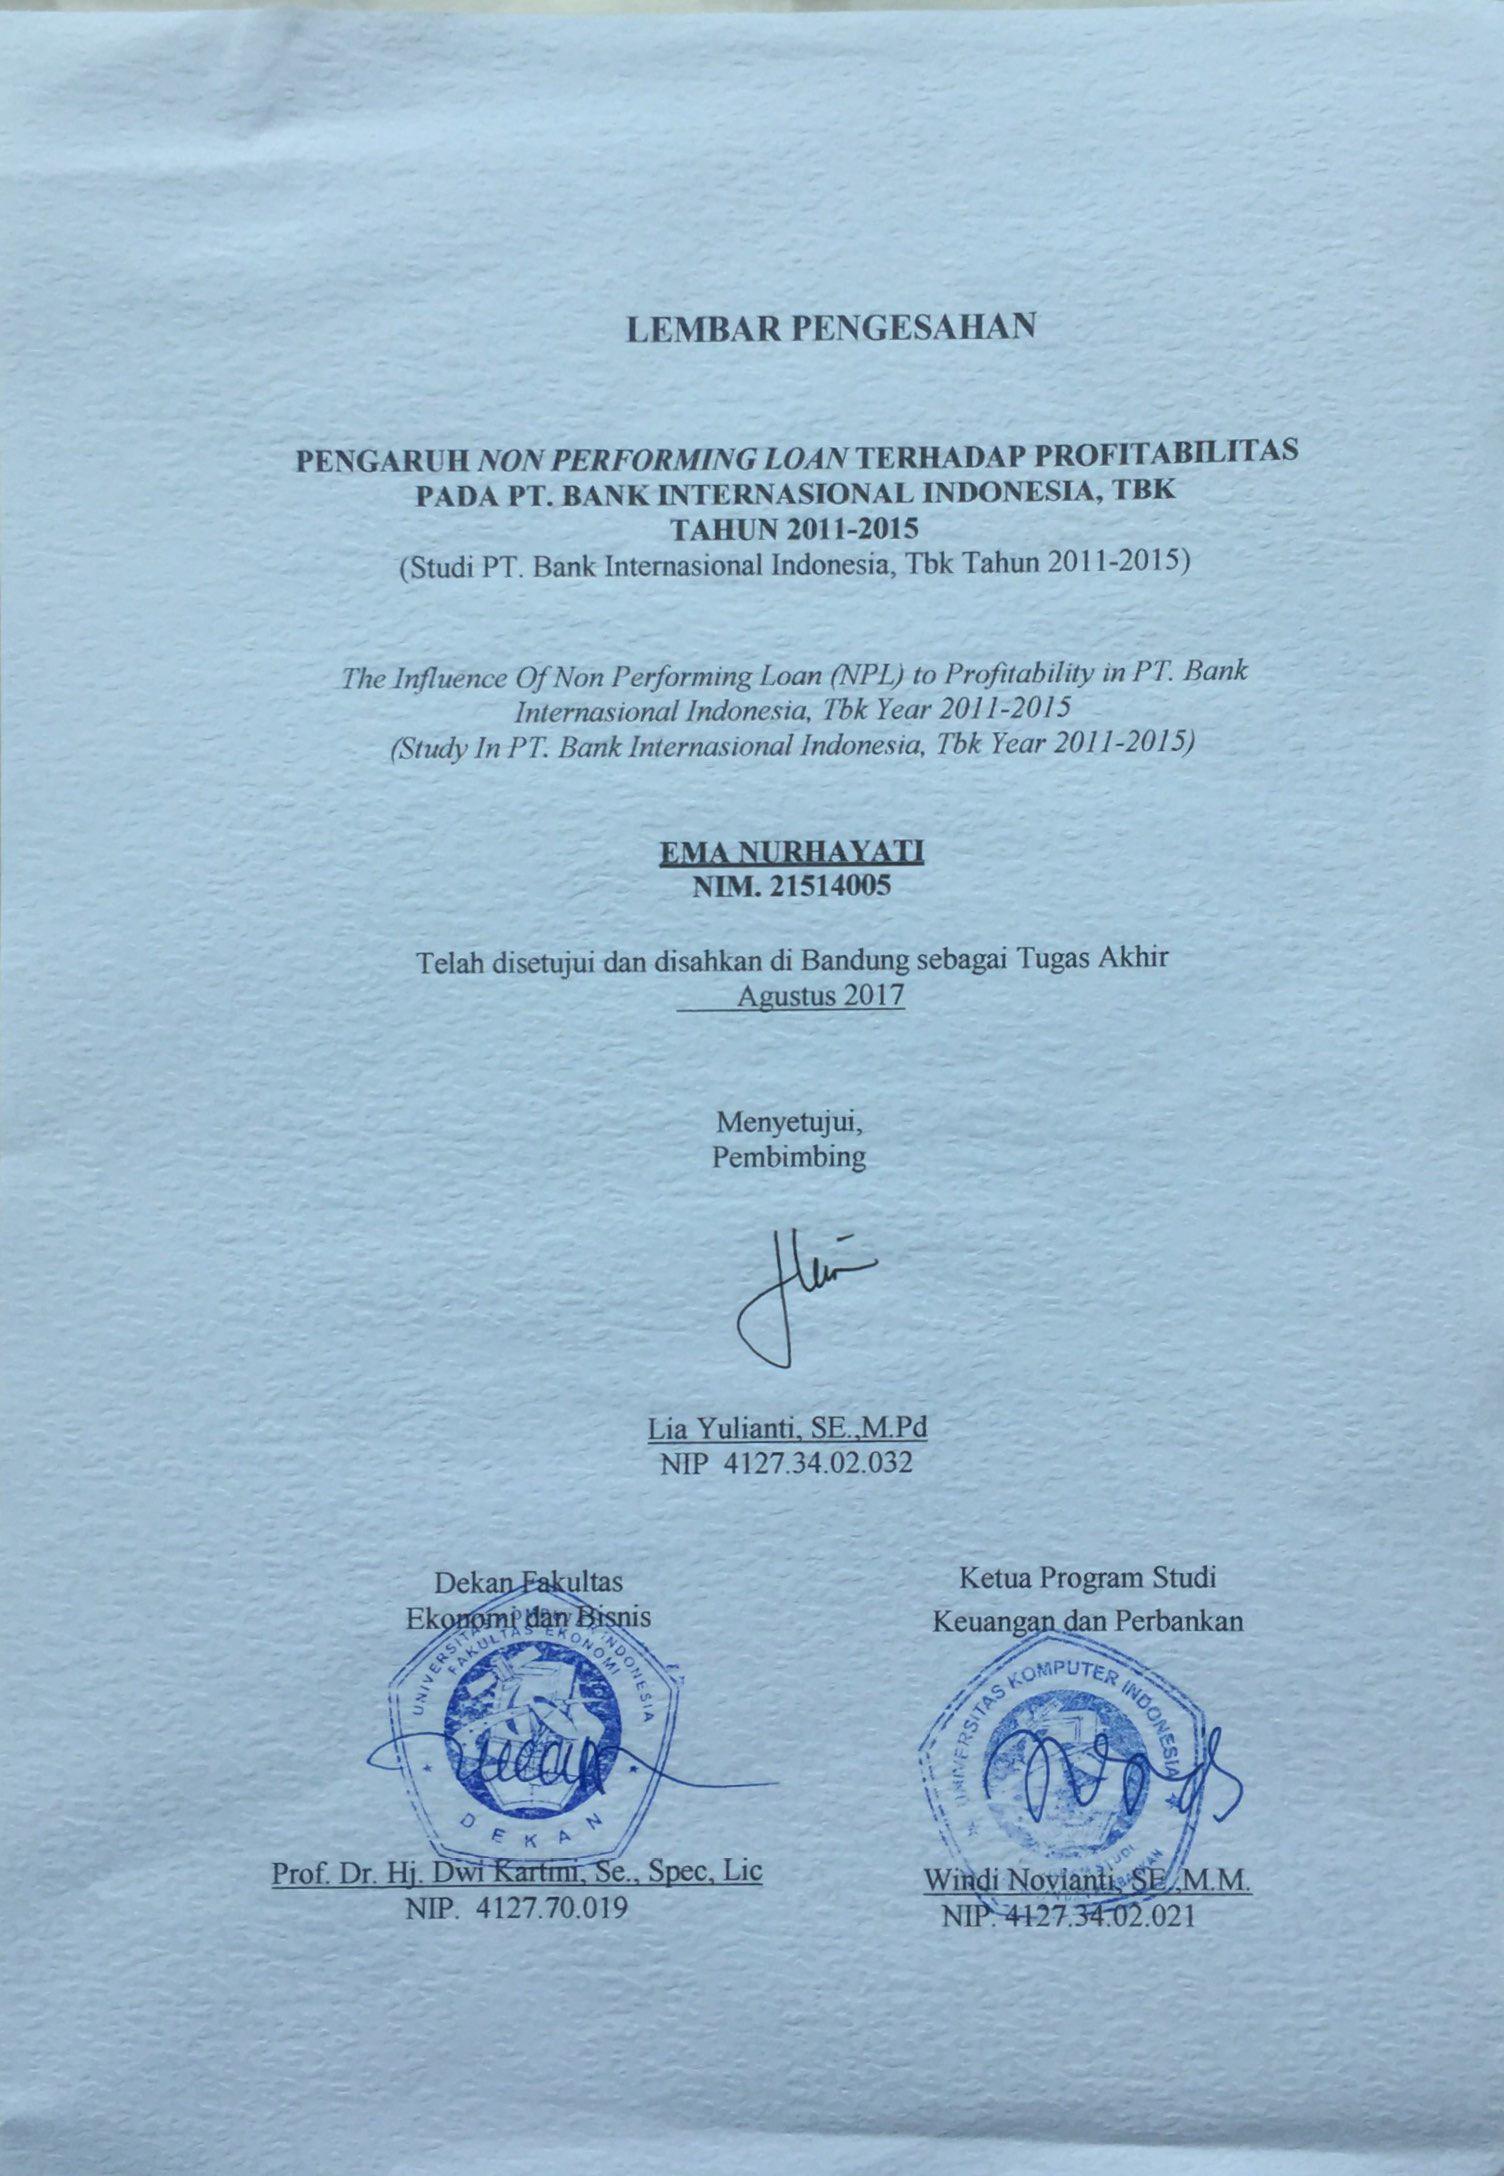 LEMBAR PENGESAHAN
PENGARUH NON PERFORMING LOAN TERHADAP PROFITABILITAS
PADA PT. BANK INTERNASIONAL INDONESIA, TBK
TAHUN 2011-2015
(Studi PT. Bank Internasional Indonesia, Tbk Tahun 2011-2015)
The Influence Of Non Performing Loan (NPL) to Profitability in PT. Bank
Internasional Indonesia, Tbk Year 2011-2015
(Study In PT. Bank Internasional Indonesia, Tbk Year 2011-2015)
EMA NURHAYATI
NIM. 21514005
Telah disetujui dan disahkan di Bandung sebagai Tugas Akhir
Agustus 2017
Menyetujui,
Pembimbing
Lia Yulianti, SE.,M.Pd
NIP 4127.34.02.032
Dekan Fakultas
Ekonomi dan Bisnis
UNIVERSITAS KOMPUTER INDONESIA
FAKULTAS EKONOMI
DEKAN
Prof. Dr. Hj. Dwi Kartini, Se., Spec, Lic
NIP. 4127.70.019
Ketua Program Studi
Keuangan dan Perbankan
UNIVERSITAS KOMPUTER INDONESIA
STUDI
Windi Novianti, SE.,M.M.
NIP. 4127.34.02.021